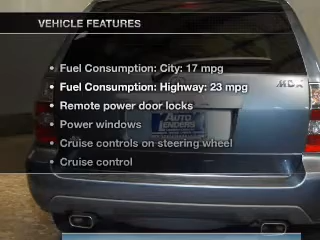 VEHICLE FEATURES
• Fuel Consumption: City: 17 mpg
• Fuel Consumption: Highway: 23 mpg
MDX
• Remote power door locks
AUTO
LENDERS
• Power windows
• Cruise controls on steering wheel
• Cruise control